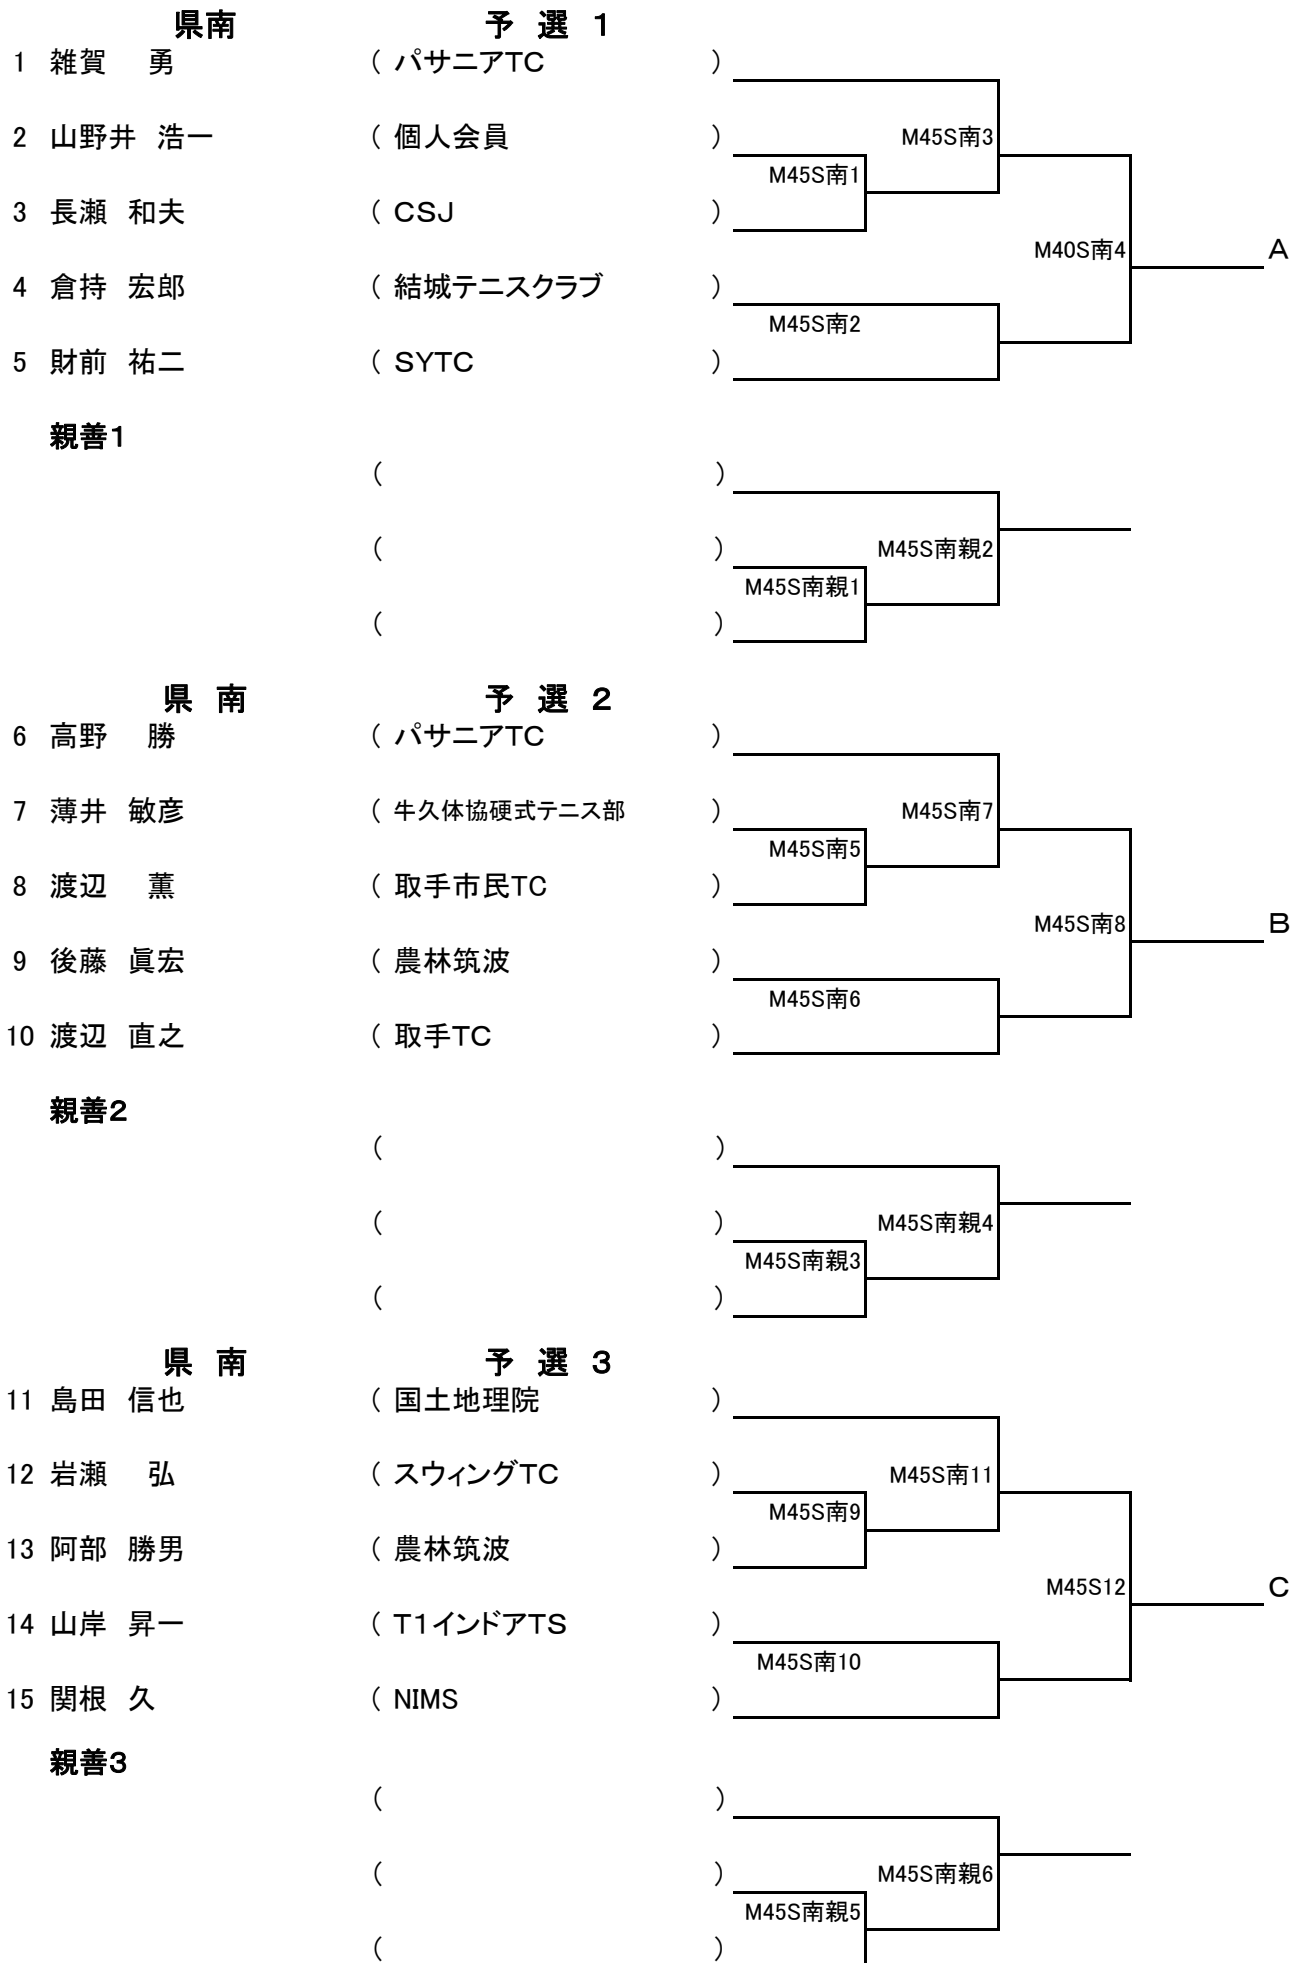 県南 予 選 1
1 雑賀 勇 ( パサニアTC )
2 山野井 浩一 ( 個人会員 ) M45S南3
M45S南1
3 長瀬 和夫 ( CSJ )
M40S南4 A
4 倉持 宏郎 ( 結城テニスクラブ )
M45S南2
5 財前 祐二 ( SYTC )
親善1
( )
( ) M45S南親2
M45S南親1
( )
県 南 予 選 2
6 高野 勝 ( パサニアTC )
7 薄井 敏彦 ( 牛久体協硬式テニス部 ) M45S南7
M45S南5
8 渡辺 薫 ( 取手市民TC )
M45S南8 B
9 後藤 眞宏 ( 農林筑波 )
M45S南6
10 渡辺 直之 ( 取手TC )
親善2
( )
( ) M45S南親4
M45S南親3
( )
県 南 予 選 3
11 島田 信也 ( 国土地理院 )
12 岩瀬 弘 ( スウィングTC ) M45S南11
M45S南9
13 阿部 勝男 ( 農林筑波 )
M45S12 C
14 山岸 昇一 ( T1インドアTS )
M45S南10
15 関根 久 ( NIMS )
親善3
( )
( ) M45S南親6
M45S南親5
( )